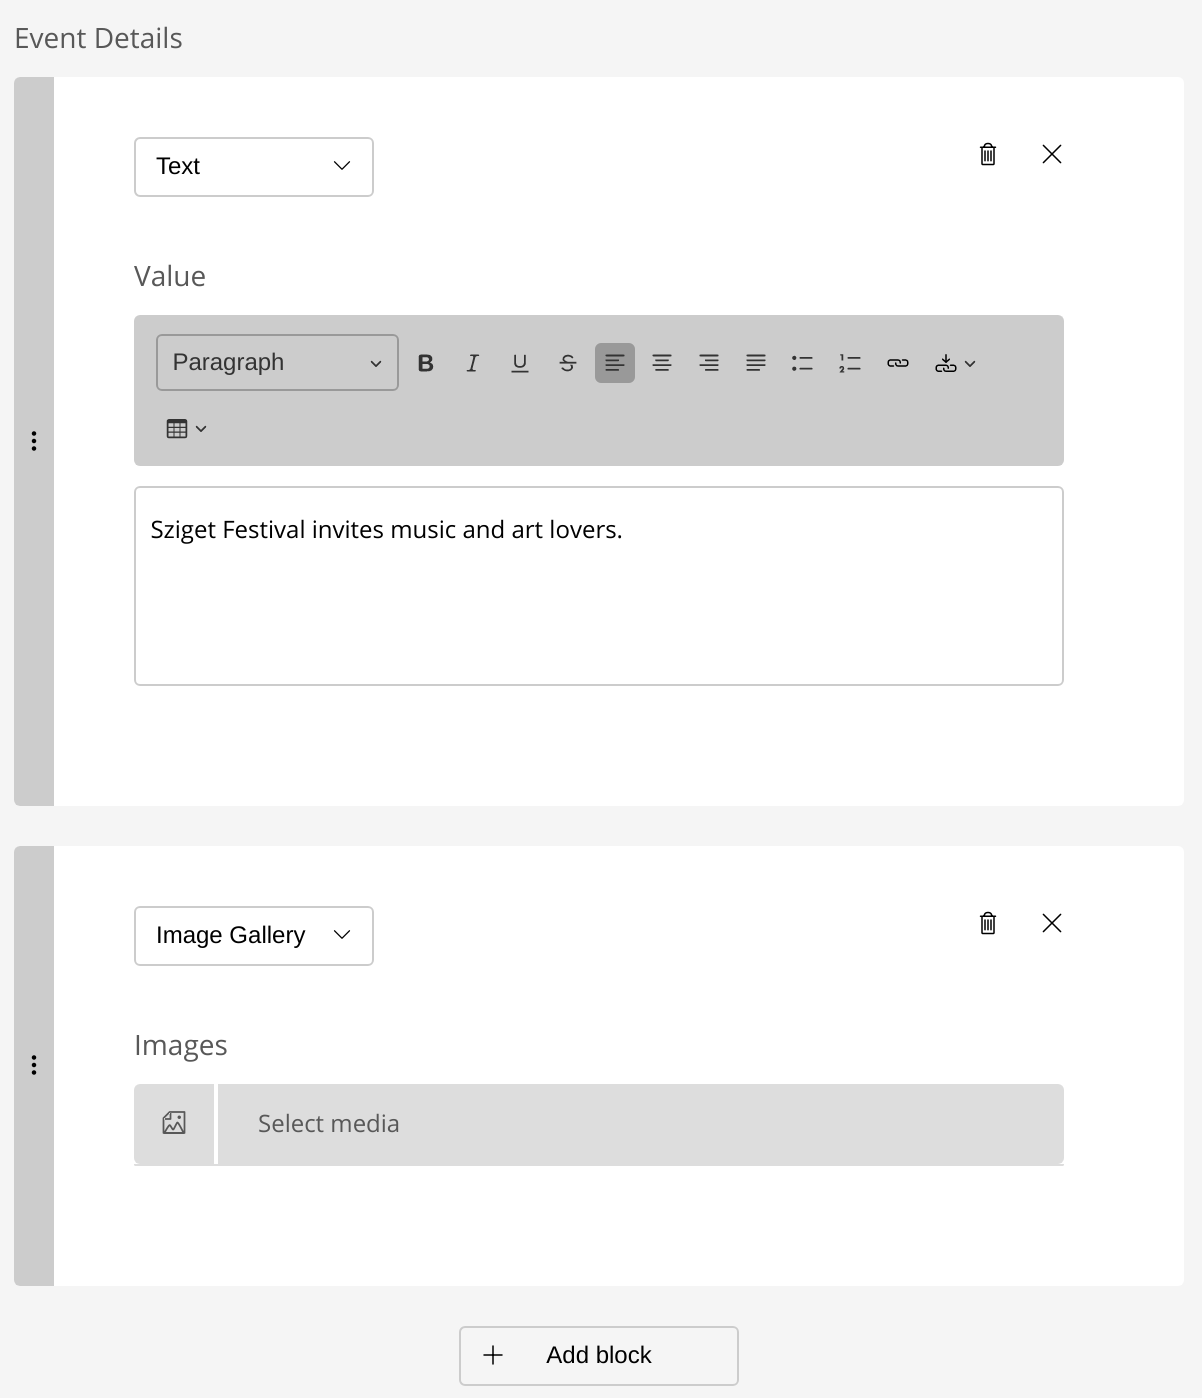 Event Details
Text
Value
Paragraph
Sziget Festival invites music and art lovers.
Image Gallery
Images
Select media
Add block